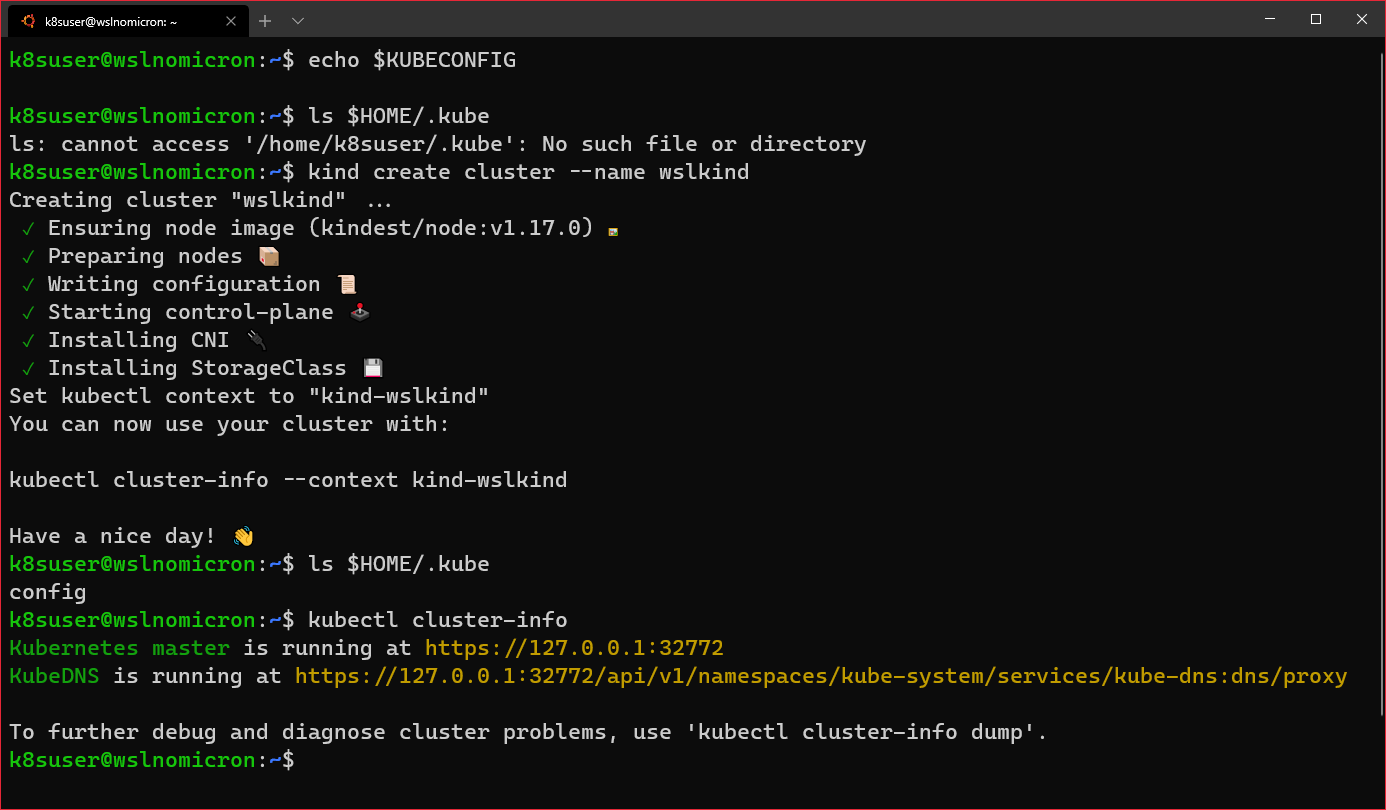 k8suser@wslnomicron: ~
k8suser@wslnomicron:~$ echo $KUBECONFIG
k8suser@wslnomicron:~$ ls $HOME/.kube
ls: cannot access '/home/k8suser/.kube': No such file or directory
k8suser@wslnomicron:~$ kind create cluster --name wslkind
Creating cluster "wslkind" ...
✓ Ensuring node image (kindest/node:v1.17.0) 🖼
✓ Preparing nodes 📦
✓ Writing configuration 📜
✓ Starting control-plane 🕹️
✓ Installing CNI 🔌
✓ Installing StorageClass 💾
Set kubectl context to "kind-wslkind"
You can now use your cluster with:
kubectl cluster-info --context kind-wslkind
Have a nice day! 👋
k8suser@wslnomicron:~$ ls $HOME/.kube
config
k8suser@wslnomicron:~$ kubectl cluster-info
Kubernetes master is running at https://127.0.0.1:32772
KubeDNS is running at https://127.0.0.1:32772/api/v1/namespaces/kube-system/services/kube-dns:dns/proxy
To further debug and diagnose cluster problems, use 'kubectl cluster-info dump'.
k8suser@wslnomicron:~$